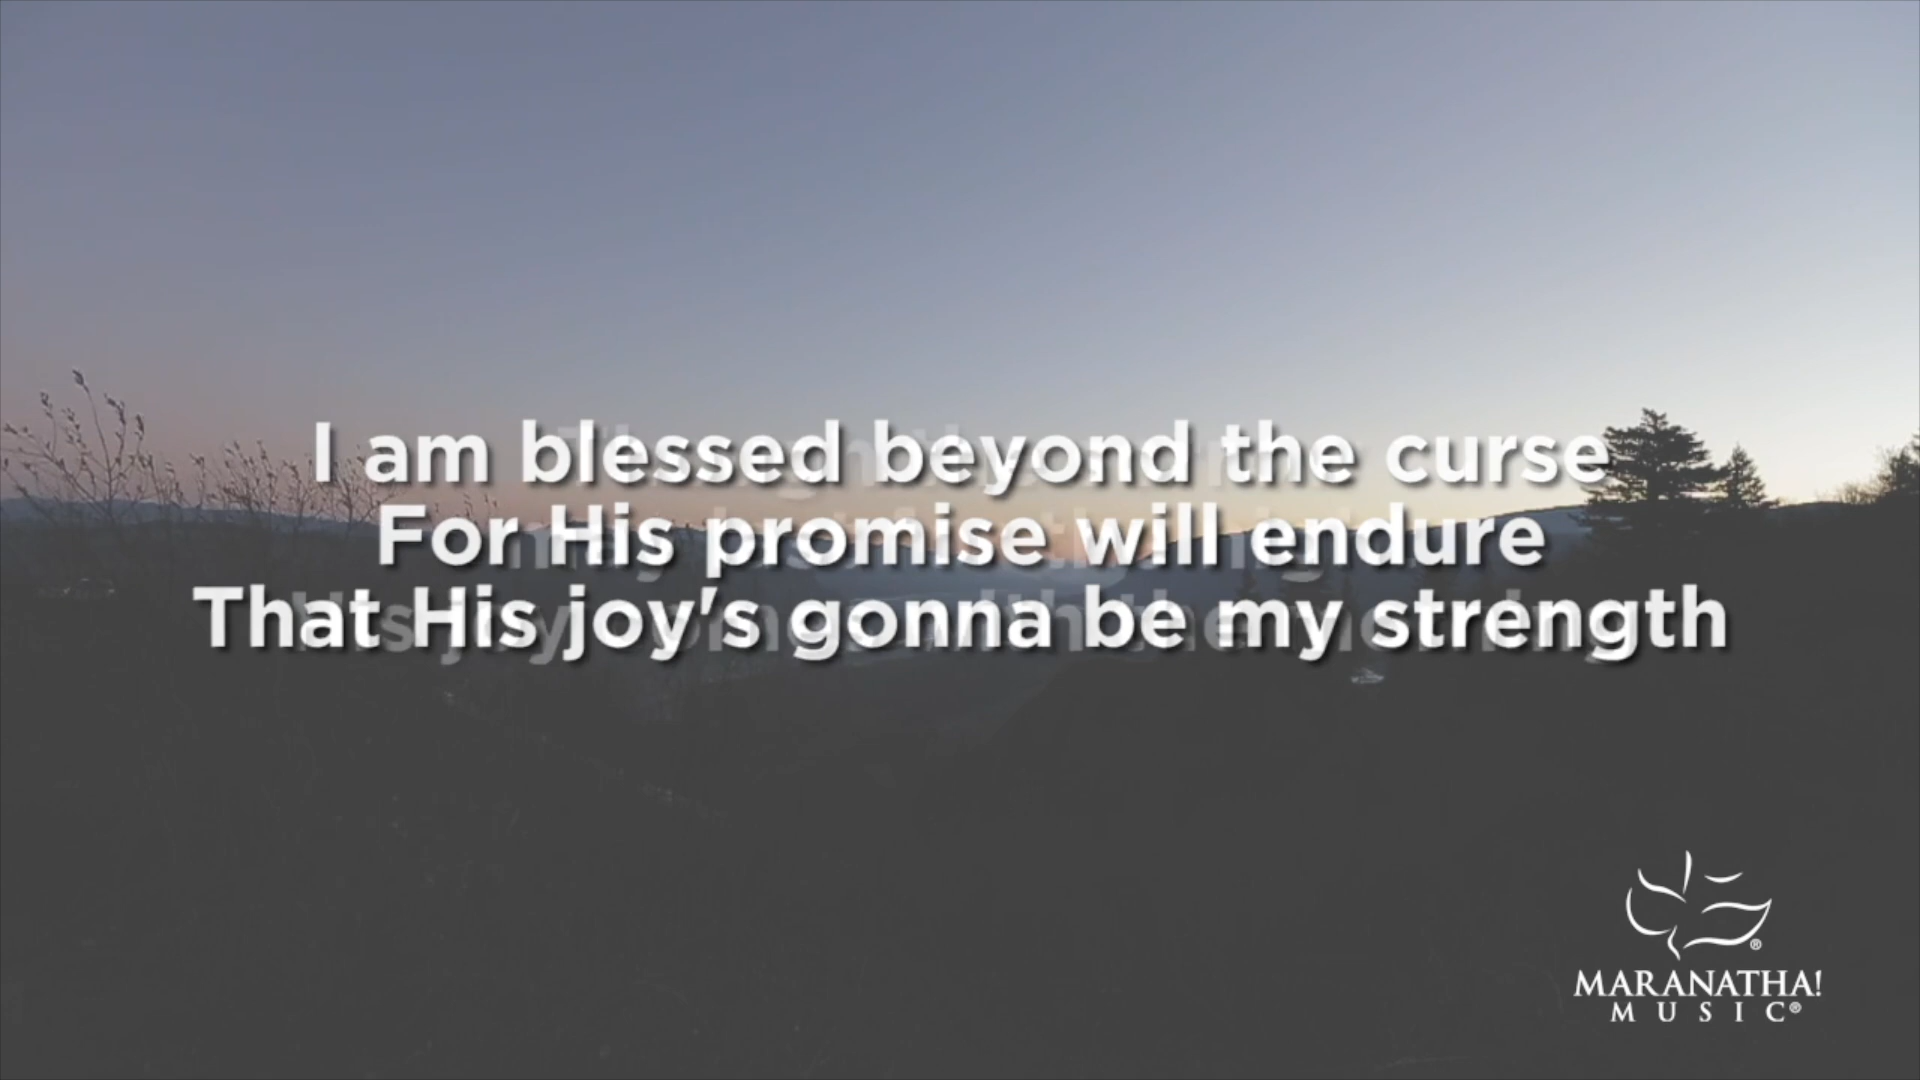 I am blessed beyond the curse
For His promise will endure
That His joy's gonna be my strength
MARANATHA!
MUSIC®